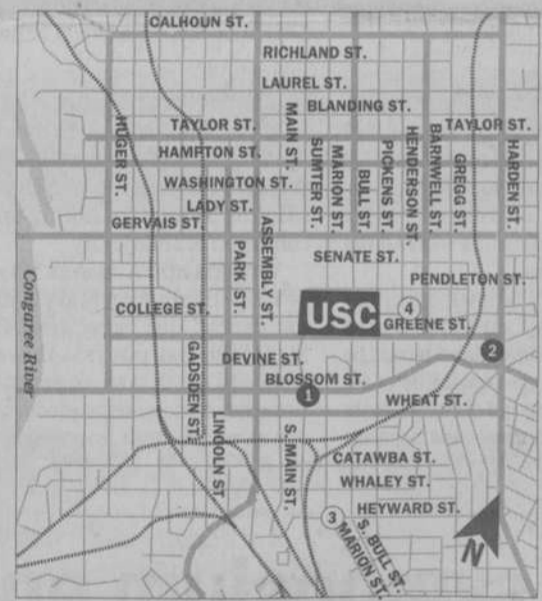 CALHOUN ST.
RICHLAND ST.
LAUREL ST.
BLANDING ST.
TAYLOR ST.
TAYLOR ST.
HAMPTON ST.
WASHINGTON ST.
LADY ST.
GERVAIS ST.
HUGER ST.
MAIN ST.
SUMTER ST.
MARION ST.
BULL ST.
PICKENS ST.
HENDERSON ST.
BARNWELL ST.
GREGG ST.
HARDEN ST.
ASSEMBLY ST.
PARK ST.
SENATE ST.
PENDLETON ST.
Congaree River
COLLEGE ST.
USC
4
GREENE ST.
GADSDEN ST.
DEVINE ST.
2
BLOSSOM ST.
1
WHEAT ST.
LINCOLN ST
S. MAIN ST.
CATAWBA ST.
WHALEY ST.
HEYWARD ST.
3
S. BULL ST.
MARION ST.
N